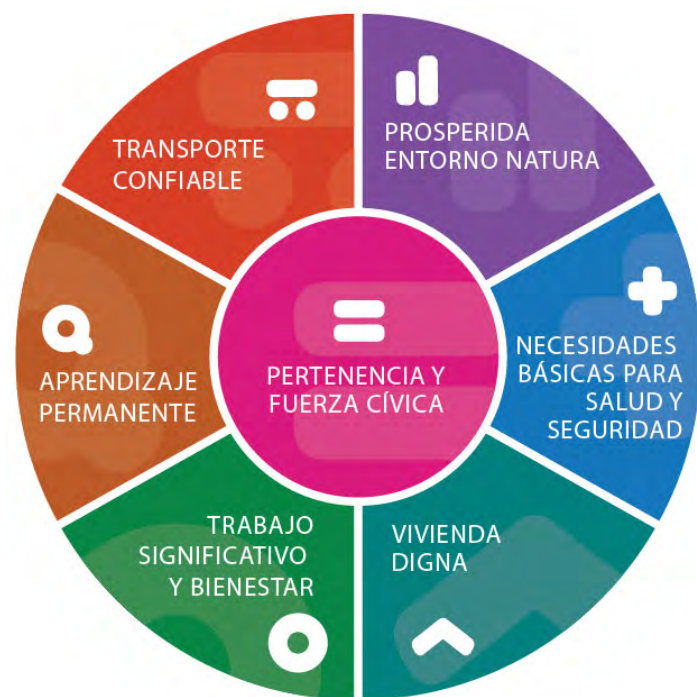 TRANSPORTE
CONFIABLE
PROSPERIDA
ENTORNO NATURA
NECESIDADES
BÁSICAS PARA
SALUD Y
SEGURIDAD
VIVIENDA
DIGNA
TRABAJO
SIGNIFICATIVO
Y BIENESTAR
APRENDIZAJE
PERMANENTE
PERTENENCIA Y
FUERZA CÍVICA